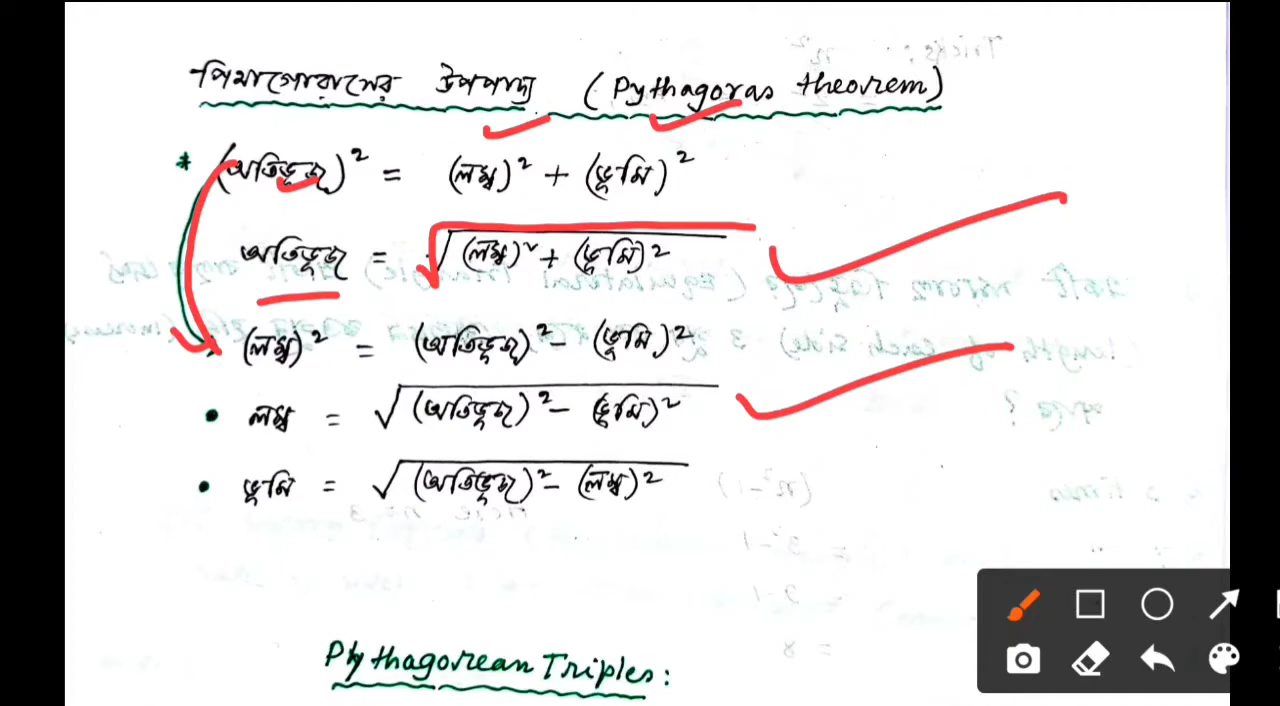 পিথাগোরাসের উপপাদ্য (Pythagoras theorem)
* (অতিভূজ)² = (লম্ব)² + (ভূমি)²
অতিভূজ = √(লম্ব)² + (ভূমি)²
(লম্ব)² = (অতিভূজ)² - (ভূমি)²
• লম্ব = √(অতিভূজ)² - (ভূমি)²
• ভূমি = √(অতিভূজ)² - (লম্ব)²
Phythagorean Triples: